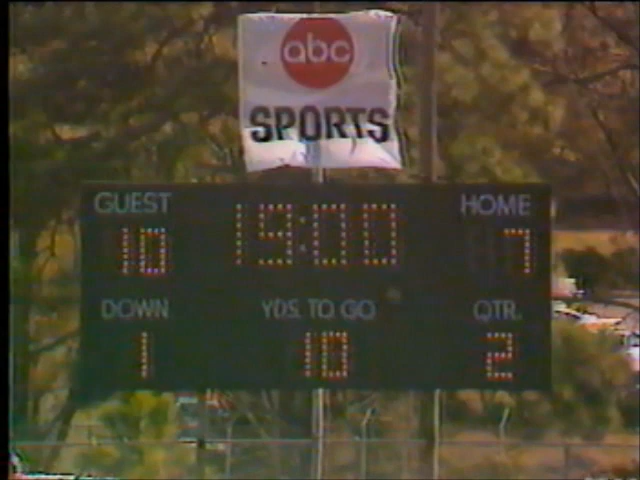 abc
SPORTS
GUEST 19:00 HOME
10 7
DOWN YDS. TO GO QTR.
1 10 2